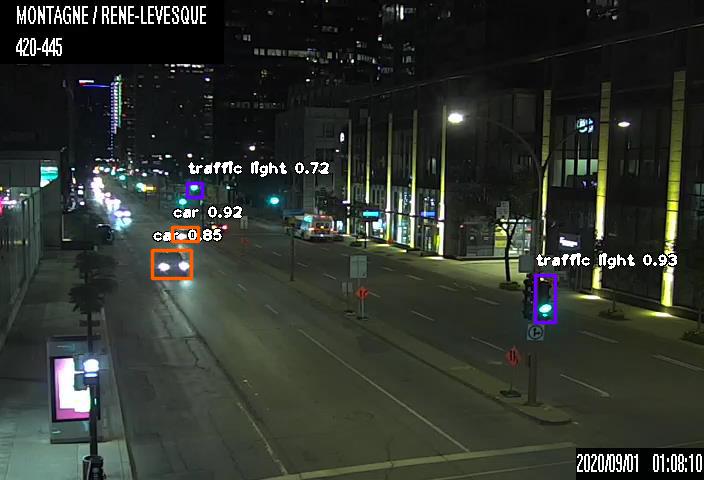 MONTAGNE / RENE-LEVESQUE
420-445
traffic light 0.72
car 0.92
car 0.85
traffic light 0.93
2020/09/01 01:08:10